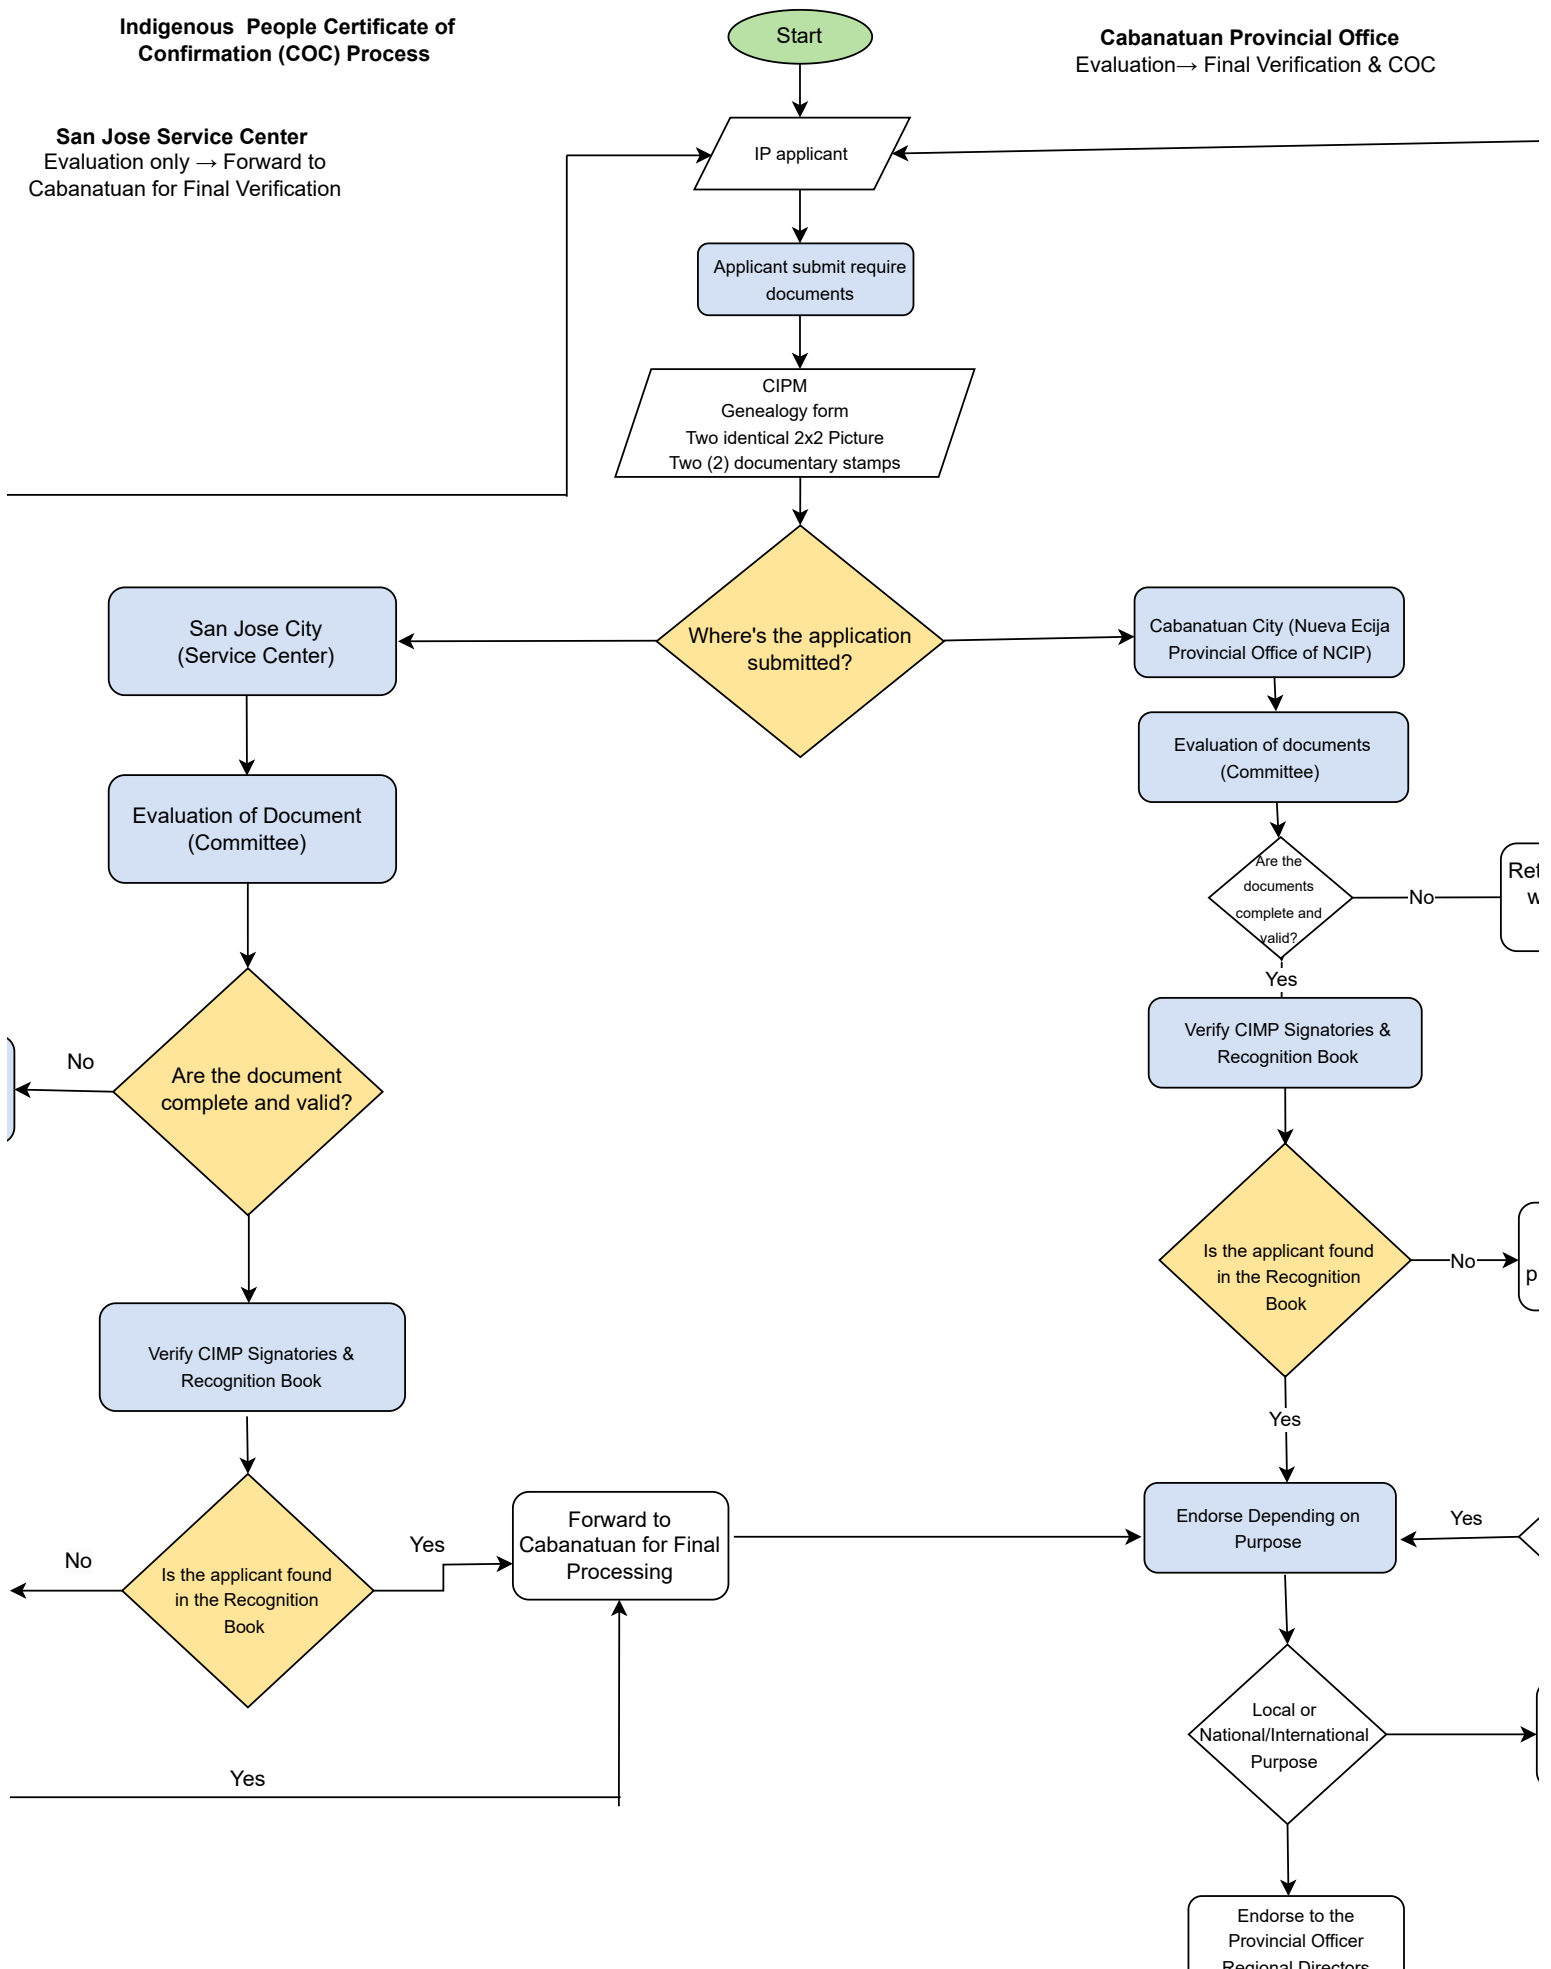 Indigenous  People Certificate of
Confirmation (COC) Process
Start
Cabanatuan Provincial Office
Evaluation→ Final Verification & COC
San Jose Service Center
Evaluation only → Forward to
Cabanatuan for Final Verification
IP applicant
Applicant submit require
documents
CIPM
Genealogy form
Two identical 2x2 Picture
Two (2) documentary stamps
Where's the application
submitted?
San Jose City
(Service Center)
Cabanatuan City (Nueva Ecija
Provincial Office of NCIP)
Evaluation of Document
(Committee)
Evaluation of documents
(Committee)
Are the
documents
complete and
valid?
No
Yes
Verify CIMP Signatories &
Recognition Book
No
Are the document
complete and valid?
Is the applicant found
in the Recognition
Book
No
Yes
Verify CIMP Signatories &
Recognition Book
No
Is the applicant found
in the Recognition
Book
Yes
Forward to
Cabanatuan for Final
Processing
Endorse Depending on
Purpose
Yes
Local or
National/International
Purpose
Yes
Endorse to the
Provincial Officer
Regional Directors